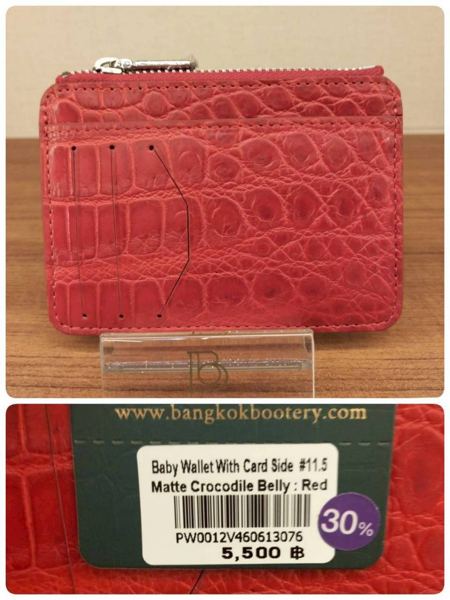 B
www.bangkokbootery.com
Baby Wallet With Card Side #11.5
Matte Crocodile Belly : Red
PW0012V460613076
5,500 ฿
30%